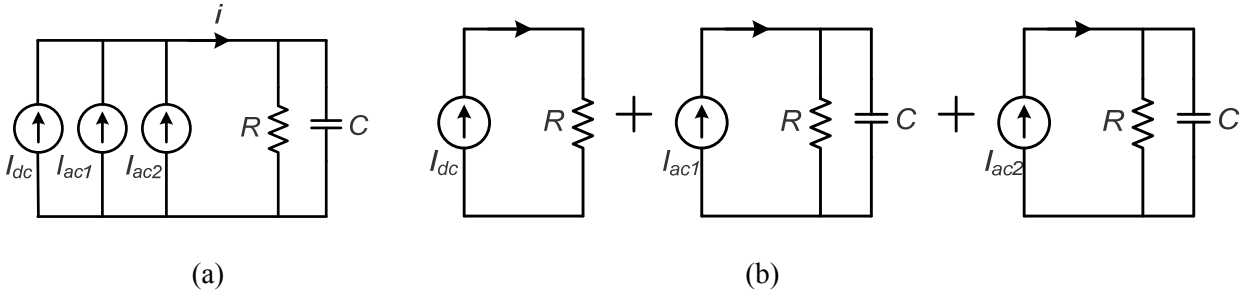 i
R
C
I_dc I_ac1 I_ac2
(a)
R
I_dc
+
R
C
I_ac1
+
R
C
I_ac2
(b)